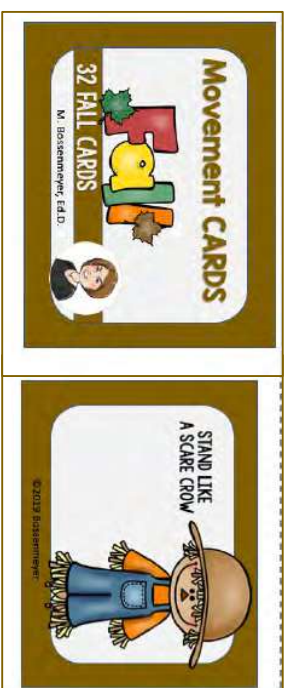 Movement CARDS
Fall
32 FALL CARDS
M. Bossenmeyer, Ed.D.
STAND LIKE
A SCARE CROW
©2019 Bossenmeyer